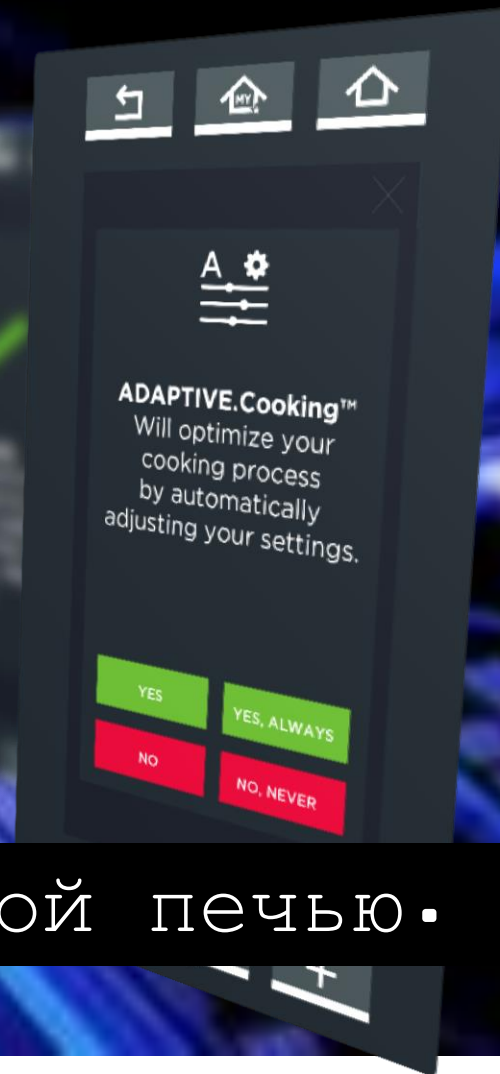 MY
A
ADAPTIVE.Cooking™
Will optimize your
cooking process
by automatically
adjusting your settings.
YES
YES, ALWAYS
NO
NO, NEVER
ой печью.